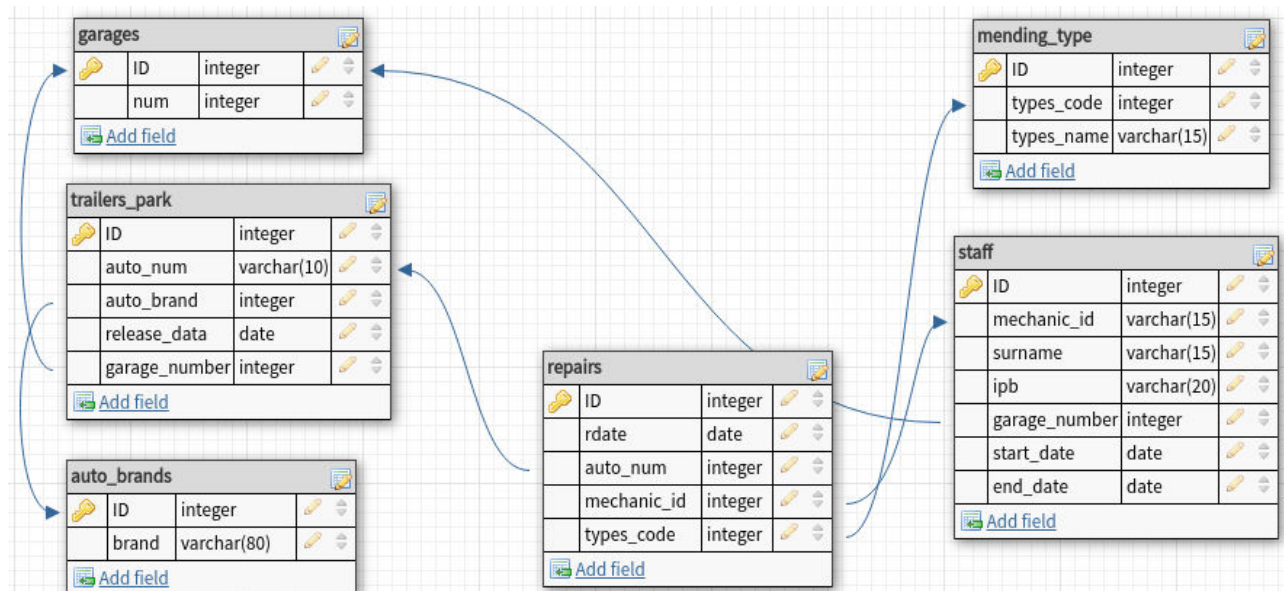 garages
ID integer
num integer
Add field
trailers_park
ID integer
auto_num varchar(10)
auto_brand integer
release_data date
garage_number integer
Add field
auto_brands
ID integer
brand varchar(80)
Add field
repairs
ID integer
rdate date
auto_num integer
mechanic_id integer
types_code integer
Add field
mending_type
ID integer
types_code integer
types_name varchar(15)
Add field
staff
ID integer
mechanic_id varchar(15)
surname varchar(15)
ipb varchar(20)
garage_number integer
start_date date
end_date date
Add field